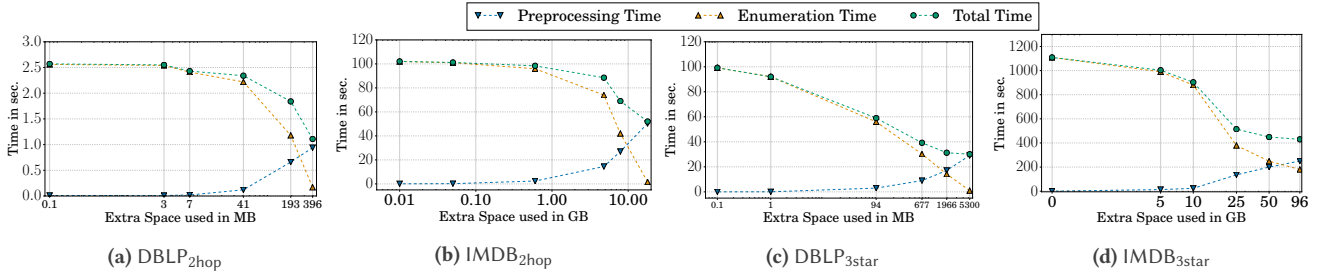 Preprocessing Time Enumeration Time Total Time
Time in sec.
3.0
2.5
2.0
1.5
1.0
0.5
0.0
0.1 3 7 41 193 396
Extra Space used in MB
(a) DBLP2hop
Time in sec.
120
100
80
60
40
20
0
0.01 0.10 1.00 10.00
Extra Space used in GB
(b) IMDB2hop
Time in sec.
120
100
80
60
40
20
0
0.1 1 94 677 1966 5300
Extra Space used in MB
(c) DBLP3star
Time in sec.
1200
1000
800
600
400
200
0
0 5 10 25 50 96
Extra Space used in GB
(d) IMDB3star